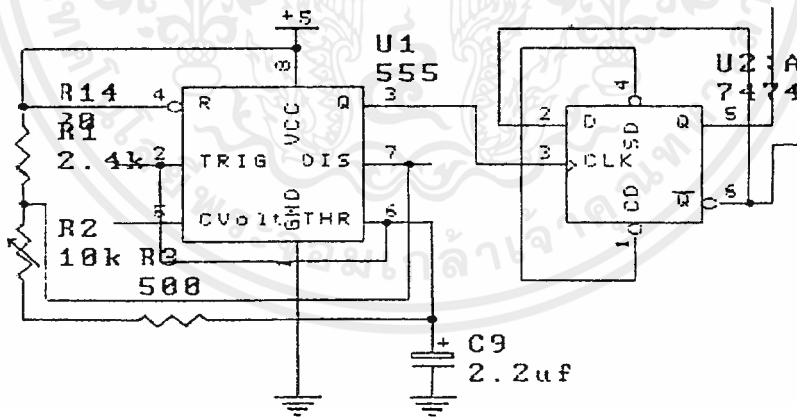 +5
U1
555
8
R14
30
4
R
VCC
Q
3
R1
2.4k
2
TRIG
DIS
7
5
CVolt
GND
THR
6
R2
10k
R3
500
C9
+
2.2uf
U2:A
7474
4
2
D
SD
Q
5
3
CLK
CD
Q
6
1